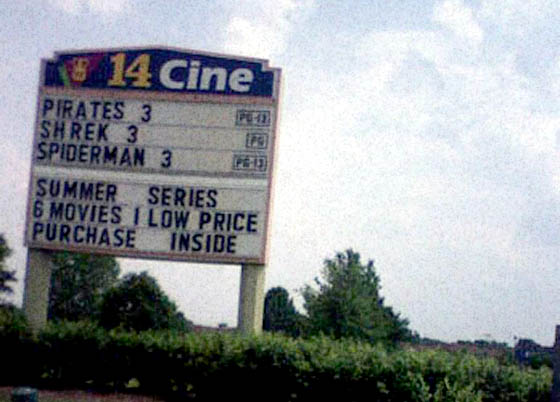 14 Cine
PIRATES 3 PG-13
SHREK 3 PG
SPIDERMAN 3 PG-13
SUMMER SERIES
6 MOVIES 1 LOW PRICE
PURCHASE INSIDE